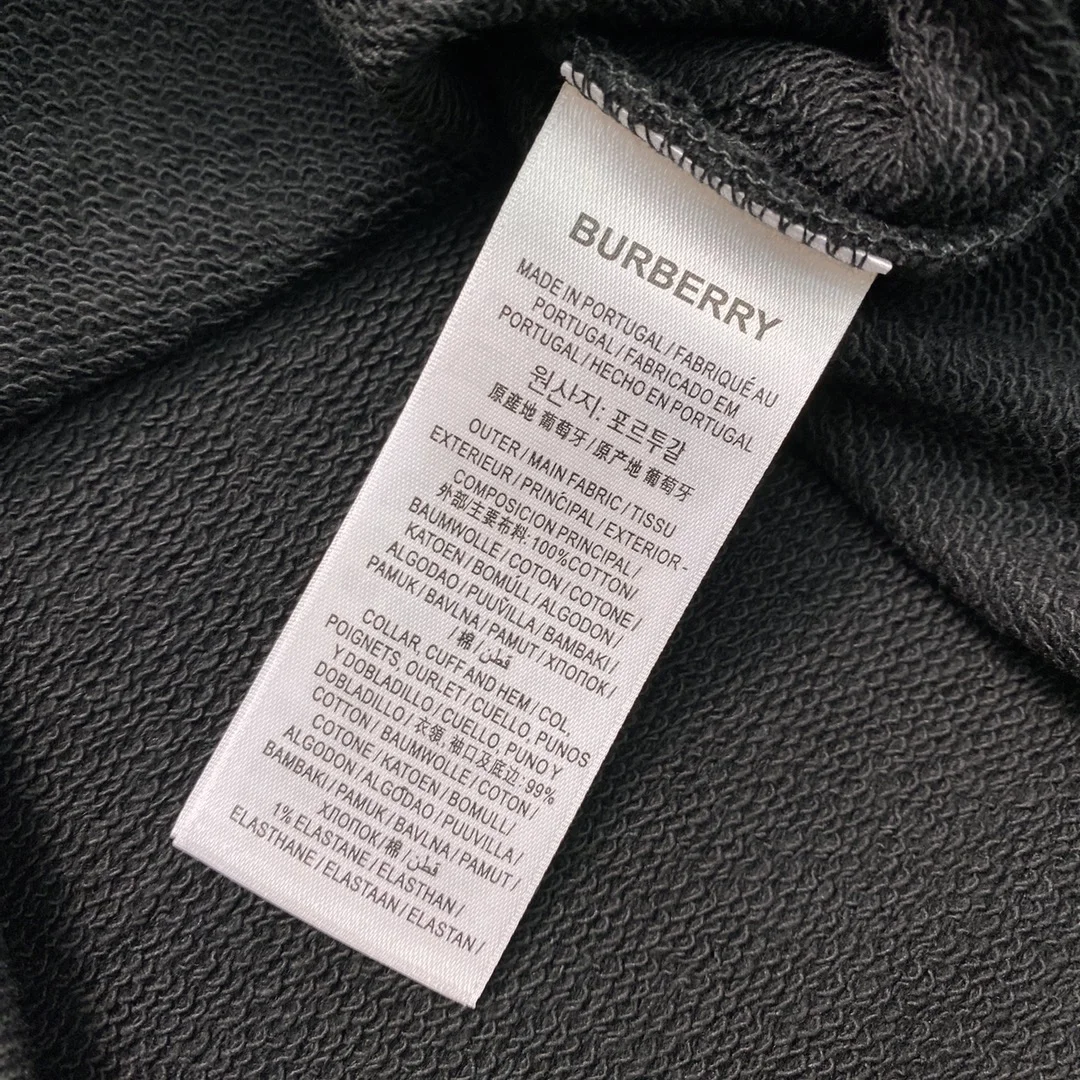 BURBERRY
MADE IN PORTUGAL / FABRIQUÉ AU
PORTUGAL / FABRICADO EM
PORTUGAL / HECHO EN PORTUGAL
원산지: 포르투갈
原產地 葡萄牙 / 原产地 葡萄牙
OUTER / MAIN FABRIC / TISSU
EXTERIEUR / PRINCIPAL / EXTERIOR-
COMPOSICION PRINCIPAL /
外部/主要布料: 100%COTTON/
BAUMWOLLE / COTON / COTONE /
KATOEN / BOMULL / ALGODON /
ALGODAO / PUUVILLA / BAMBAKI /
PAMUK / BAVLNA / PAMUT / ХПОПОК /
/ 棉 / قطن
COLLAR, CUFF AND HEM / COL,
POIGNETS, OURLET / CUELLO, PUNOS
Y DOBLADILLO / CUELLO, PUNO Y
DOBLADILLO / 衣領, 袖口及底边: 99%
COTTON / BAUMWOLLE / COTON /
COTONE / KATOEN / BOMULL /
ALGODON / ALGODAO / PUUVILLA /
BAMBAKI / PAMUK / BAVLNA / PAMUT /
ХПОПОК / 棉 / قطن
1% ELASTANE / ELASTHAN /
ELASTHANE / ELASTAAN / ELASTAN /